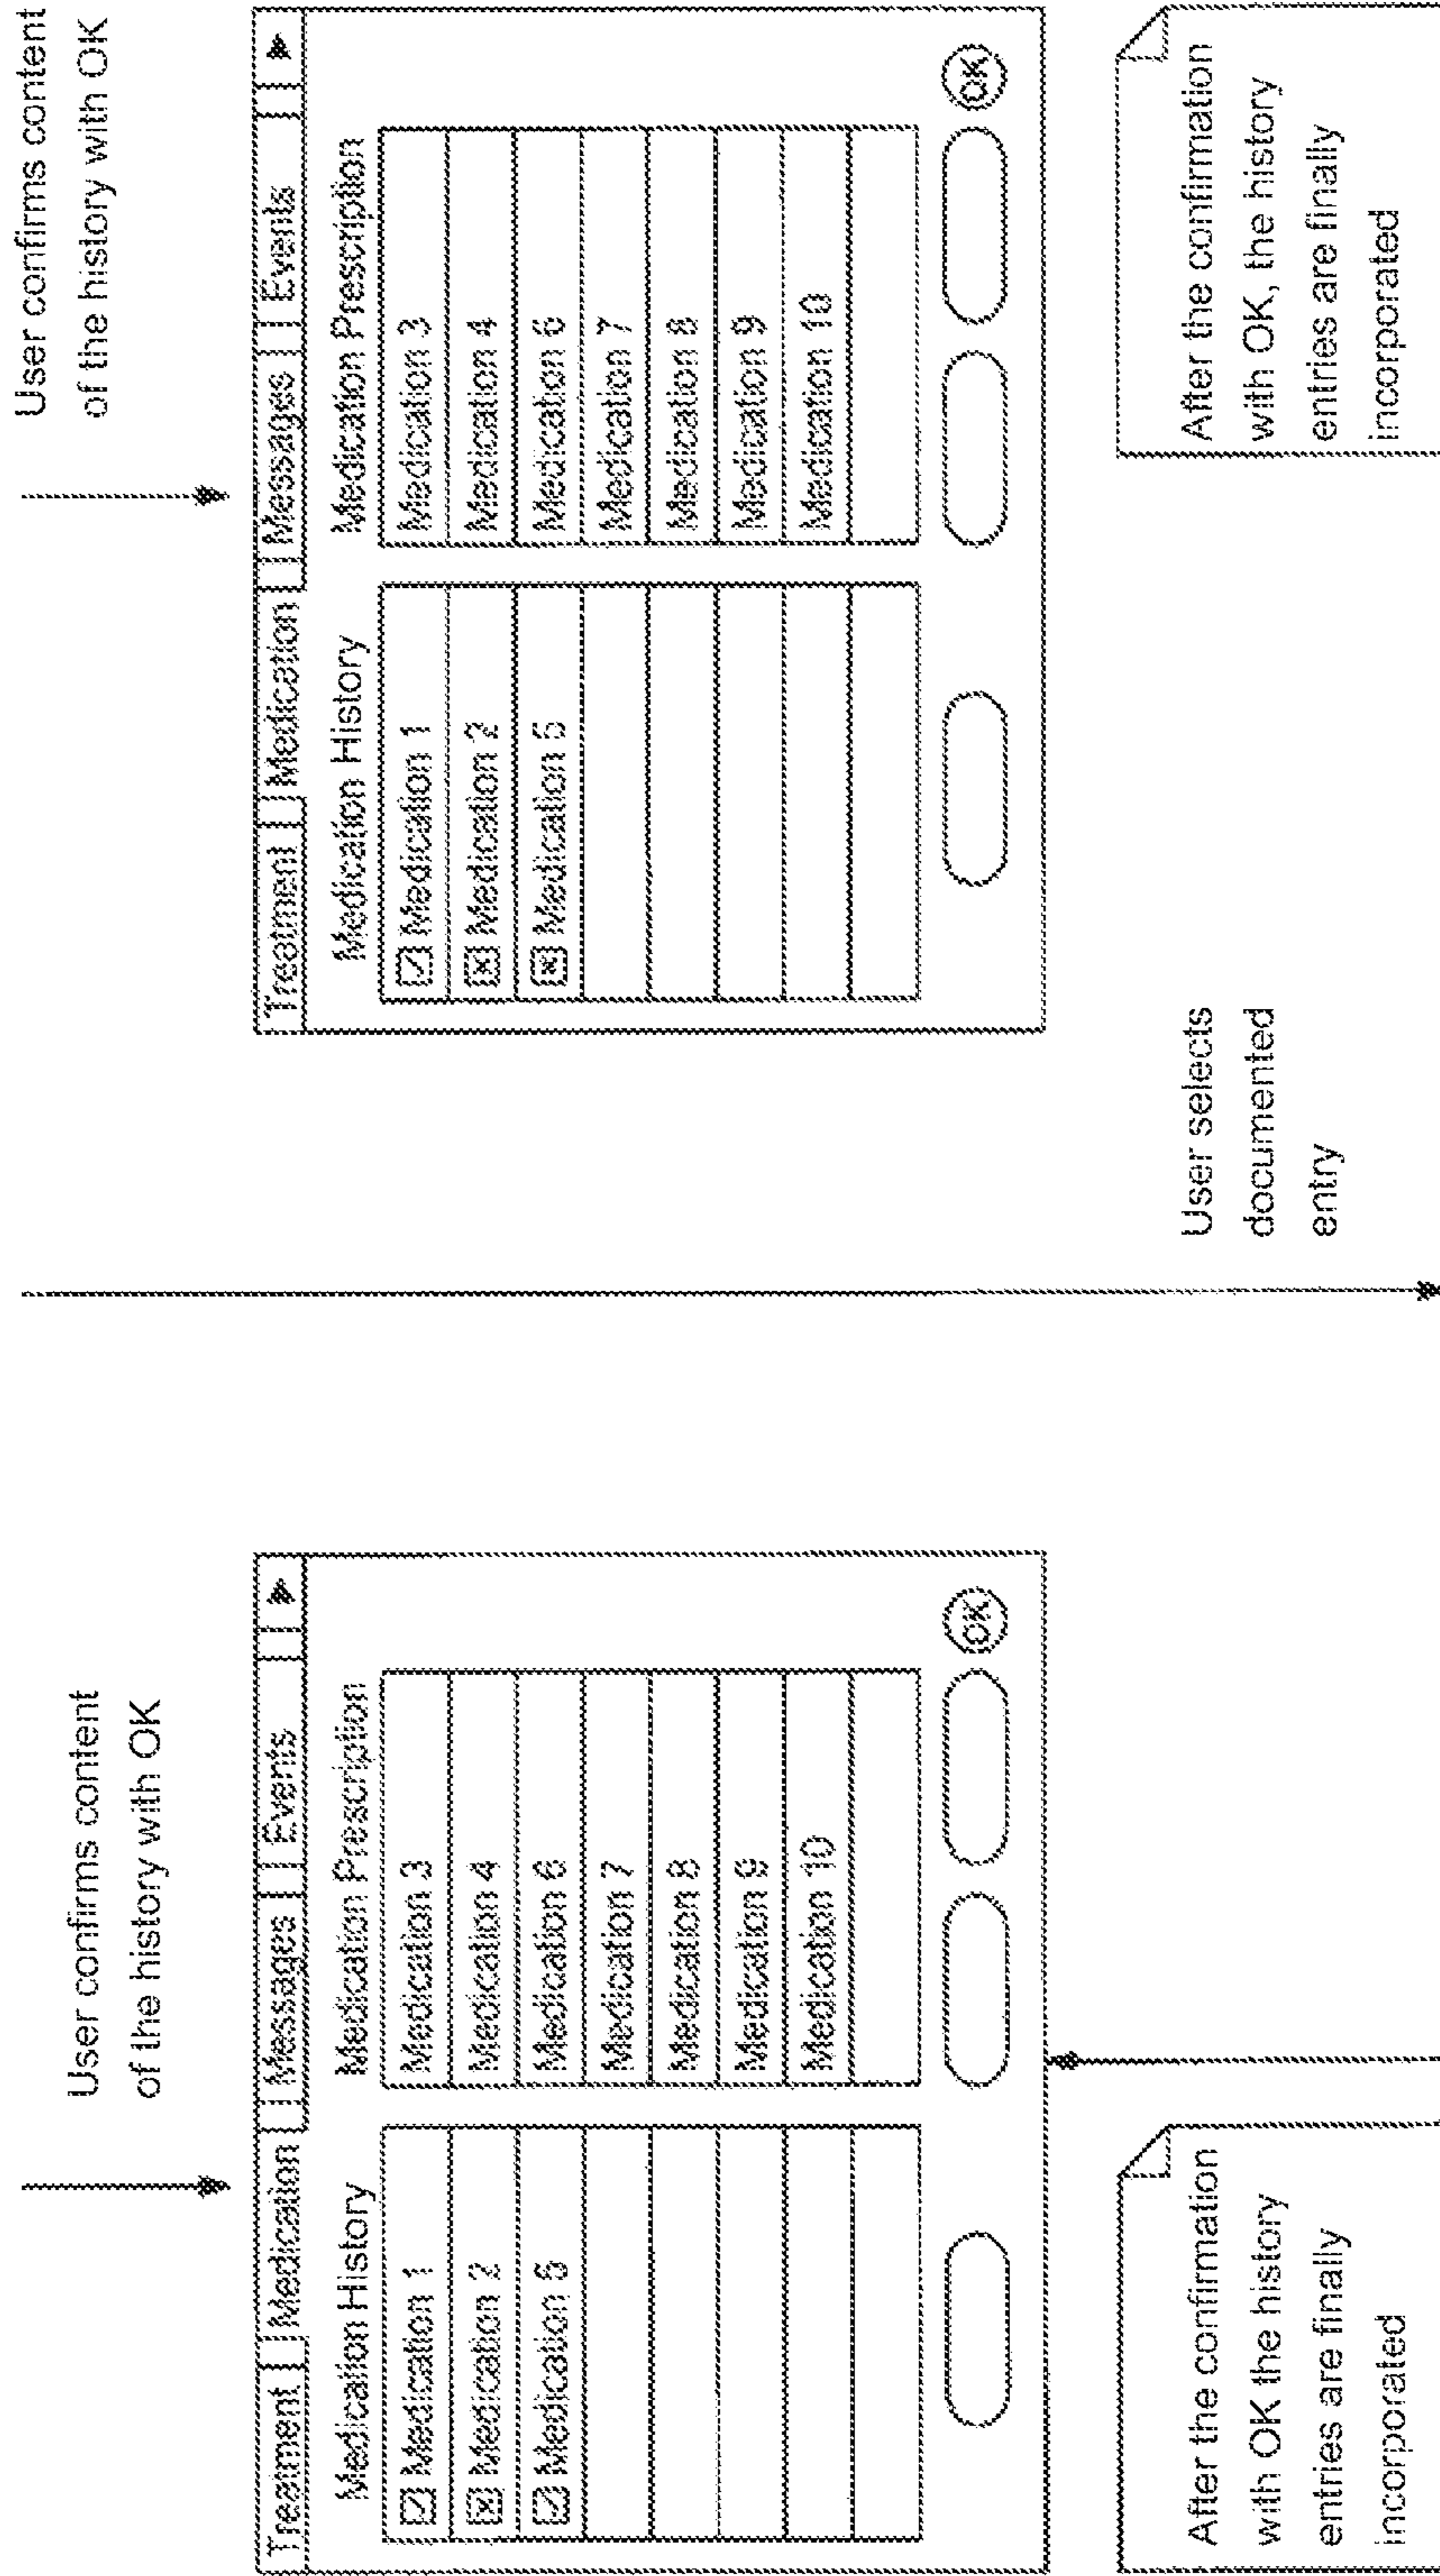 User confirms content
of the history with OK
Treatment
Medication
Messages
Events
Medication History
Medication Prescription
Medication 1
Medication 2
Medication 5
Medication 3
Medication 4
Medication 6
Medication 7
Medication 8
Medication 9
Medication 10
OK
After the confirmation
with OK the history
entries are finally
incorporated
User confirms content
of the history with OK
Treatment
Medication
Messages
Events
Medication History
Medication Prescription
Medication 1
Medication 2
Medication 5
Medication 3
Medication 4
Medication 6
Medication 7
Medication 8
Medication 9
Medication 10
OK
User selects
documented
entry
After the confirmation
with OK, the history
entries are finally
incorporated